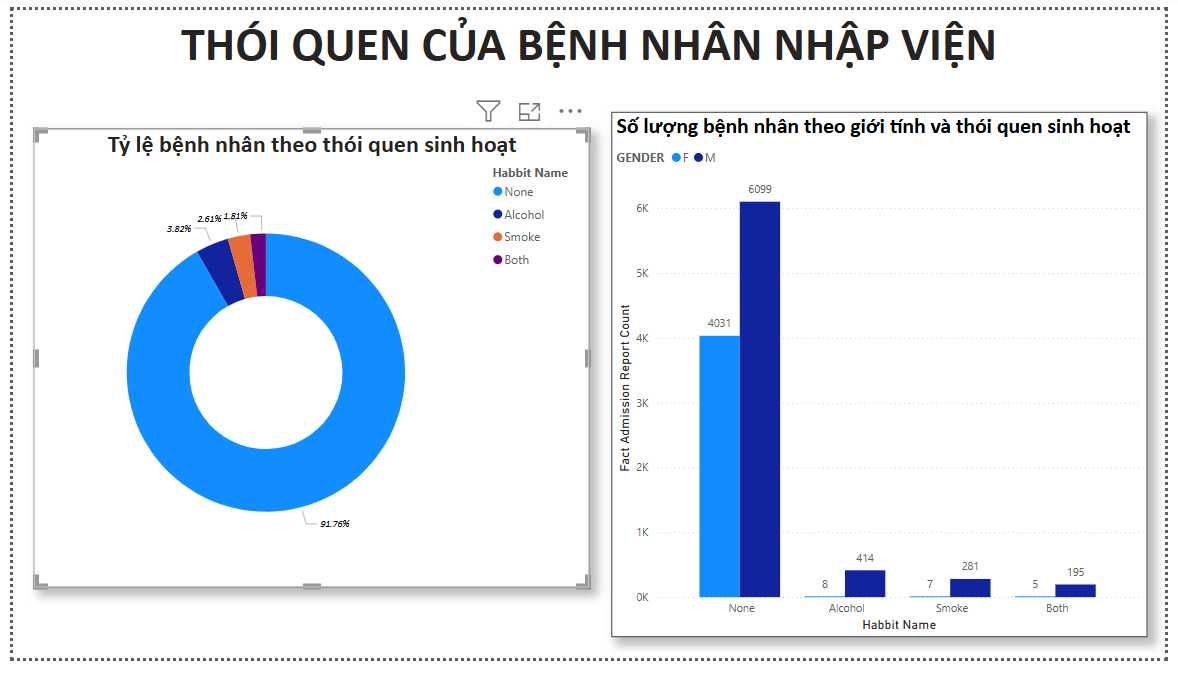 THÓI QUEN CỦA BỆNH NHÂN NHẬP VIỆN
Tỷ lệ bệnh nhân theo thói quen sinh hoạt
Habbit Name
None
Alcohol
Smoke
Both
3.82%
2.61%
1.81%
91.76%
Số lượng bệnh nhân theo giới tính và thói quen sinh hoạt
GENDER F M
Fact Admission Report Count
6K
5K
4K
3K
2K
1K
0K
4031
6099
8
414
7
281
5
195
None
Alcohol
Smoke
Both
Habbit Name